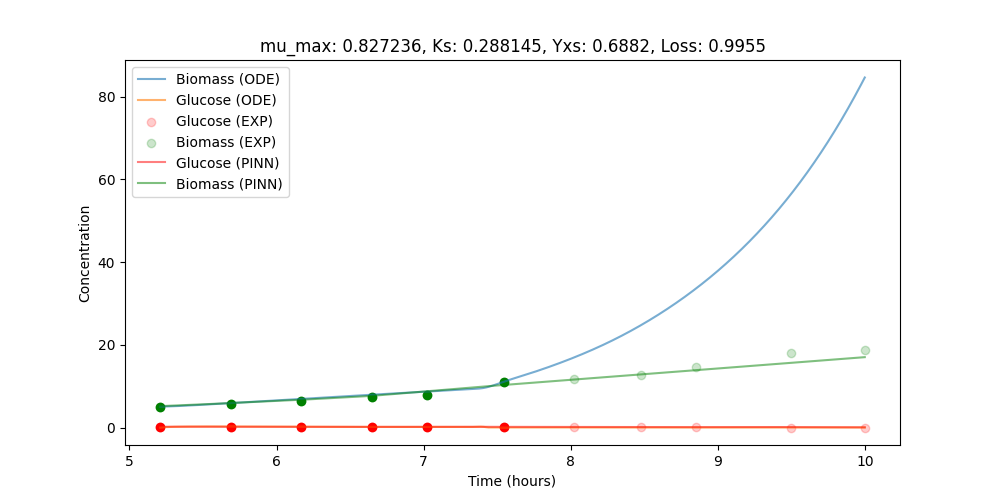 mu_max: 0.827236, Ks: 0.288145, Yxs: 0.6882, Loss: 0.9955
Biomass (ODE)
Glucose (ODE)
Glucose (EXP)
Biomass (EXP)
Glucose (PINN)
Biomass (PINN)
80
60
40
20
0
Concentration
5
6
7
8
9
10
Time (hours)